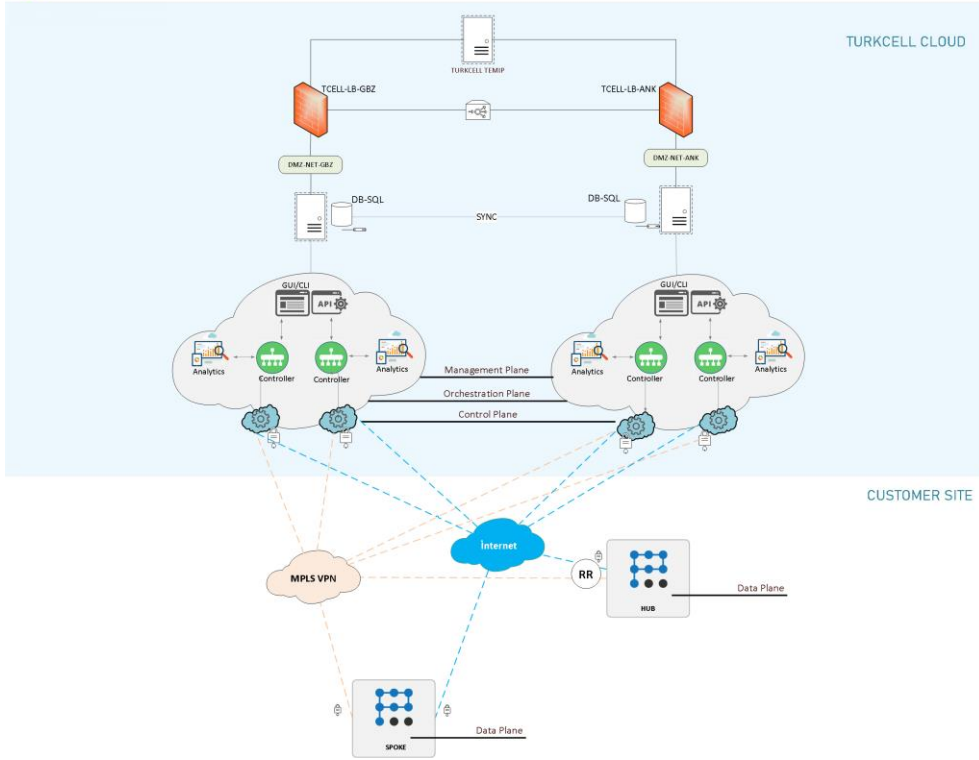 TURKCELL CLOUD
TURKCELL TEMIP
TCELL-LB-GBZ
TCELL-LB-ANK
DMZ-NET-GBZ
DMZ-NET-ANK
DB-SQL
DB-SQL
SYNC
GUI/CLI
API
GUI/CLI
API
Analytics
Controller
Controller
Analytics
Analytics
Controller
Controller
Analytics
Management Plane
Orchestration Plane
Control Plane
CUSTOMER SITE
İnternet
MPLS VPN
RR
HUB
Data Plane
SPOKE
Data Plane